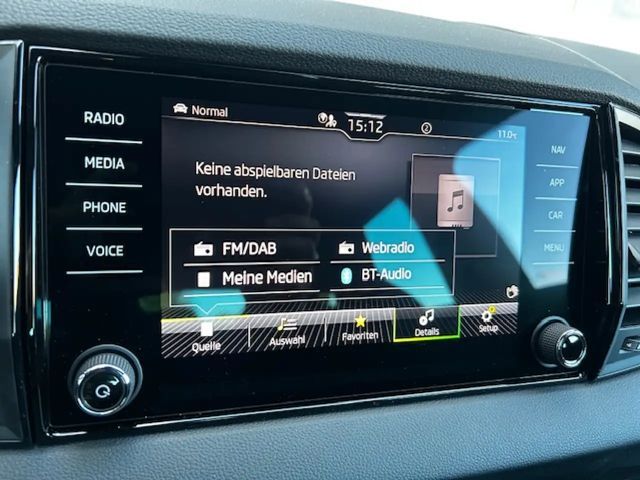 RADIO
MEDIA
PHONE
VOICE
Normal
15:12
2
11.0°C
Keine abspielbaren Dateien
vorhanden.
FM/DAB
Webradio
Meine Medien
BT-Audio
Quelle
Auswahl
Favoriten
Details
Setup
NAV
APP
CAR
MENU